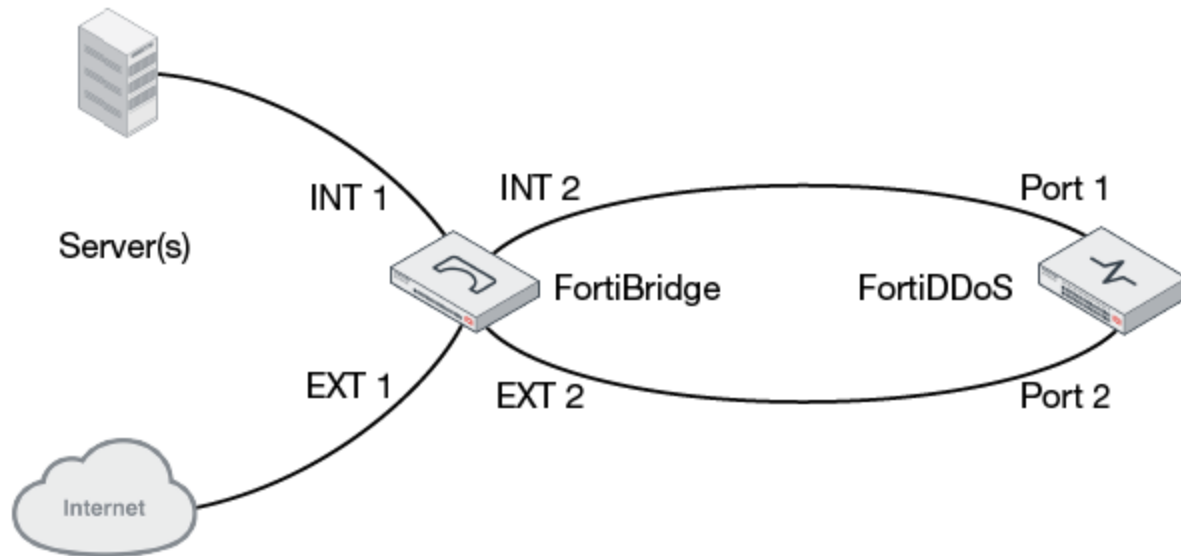 INT 1
INT 2
Port 1
Server(s)
FortiBridge
FortiDDoS
EXT 1
EXT 2
Port 2
Internet